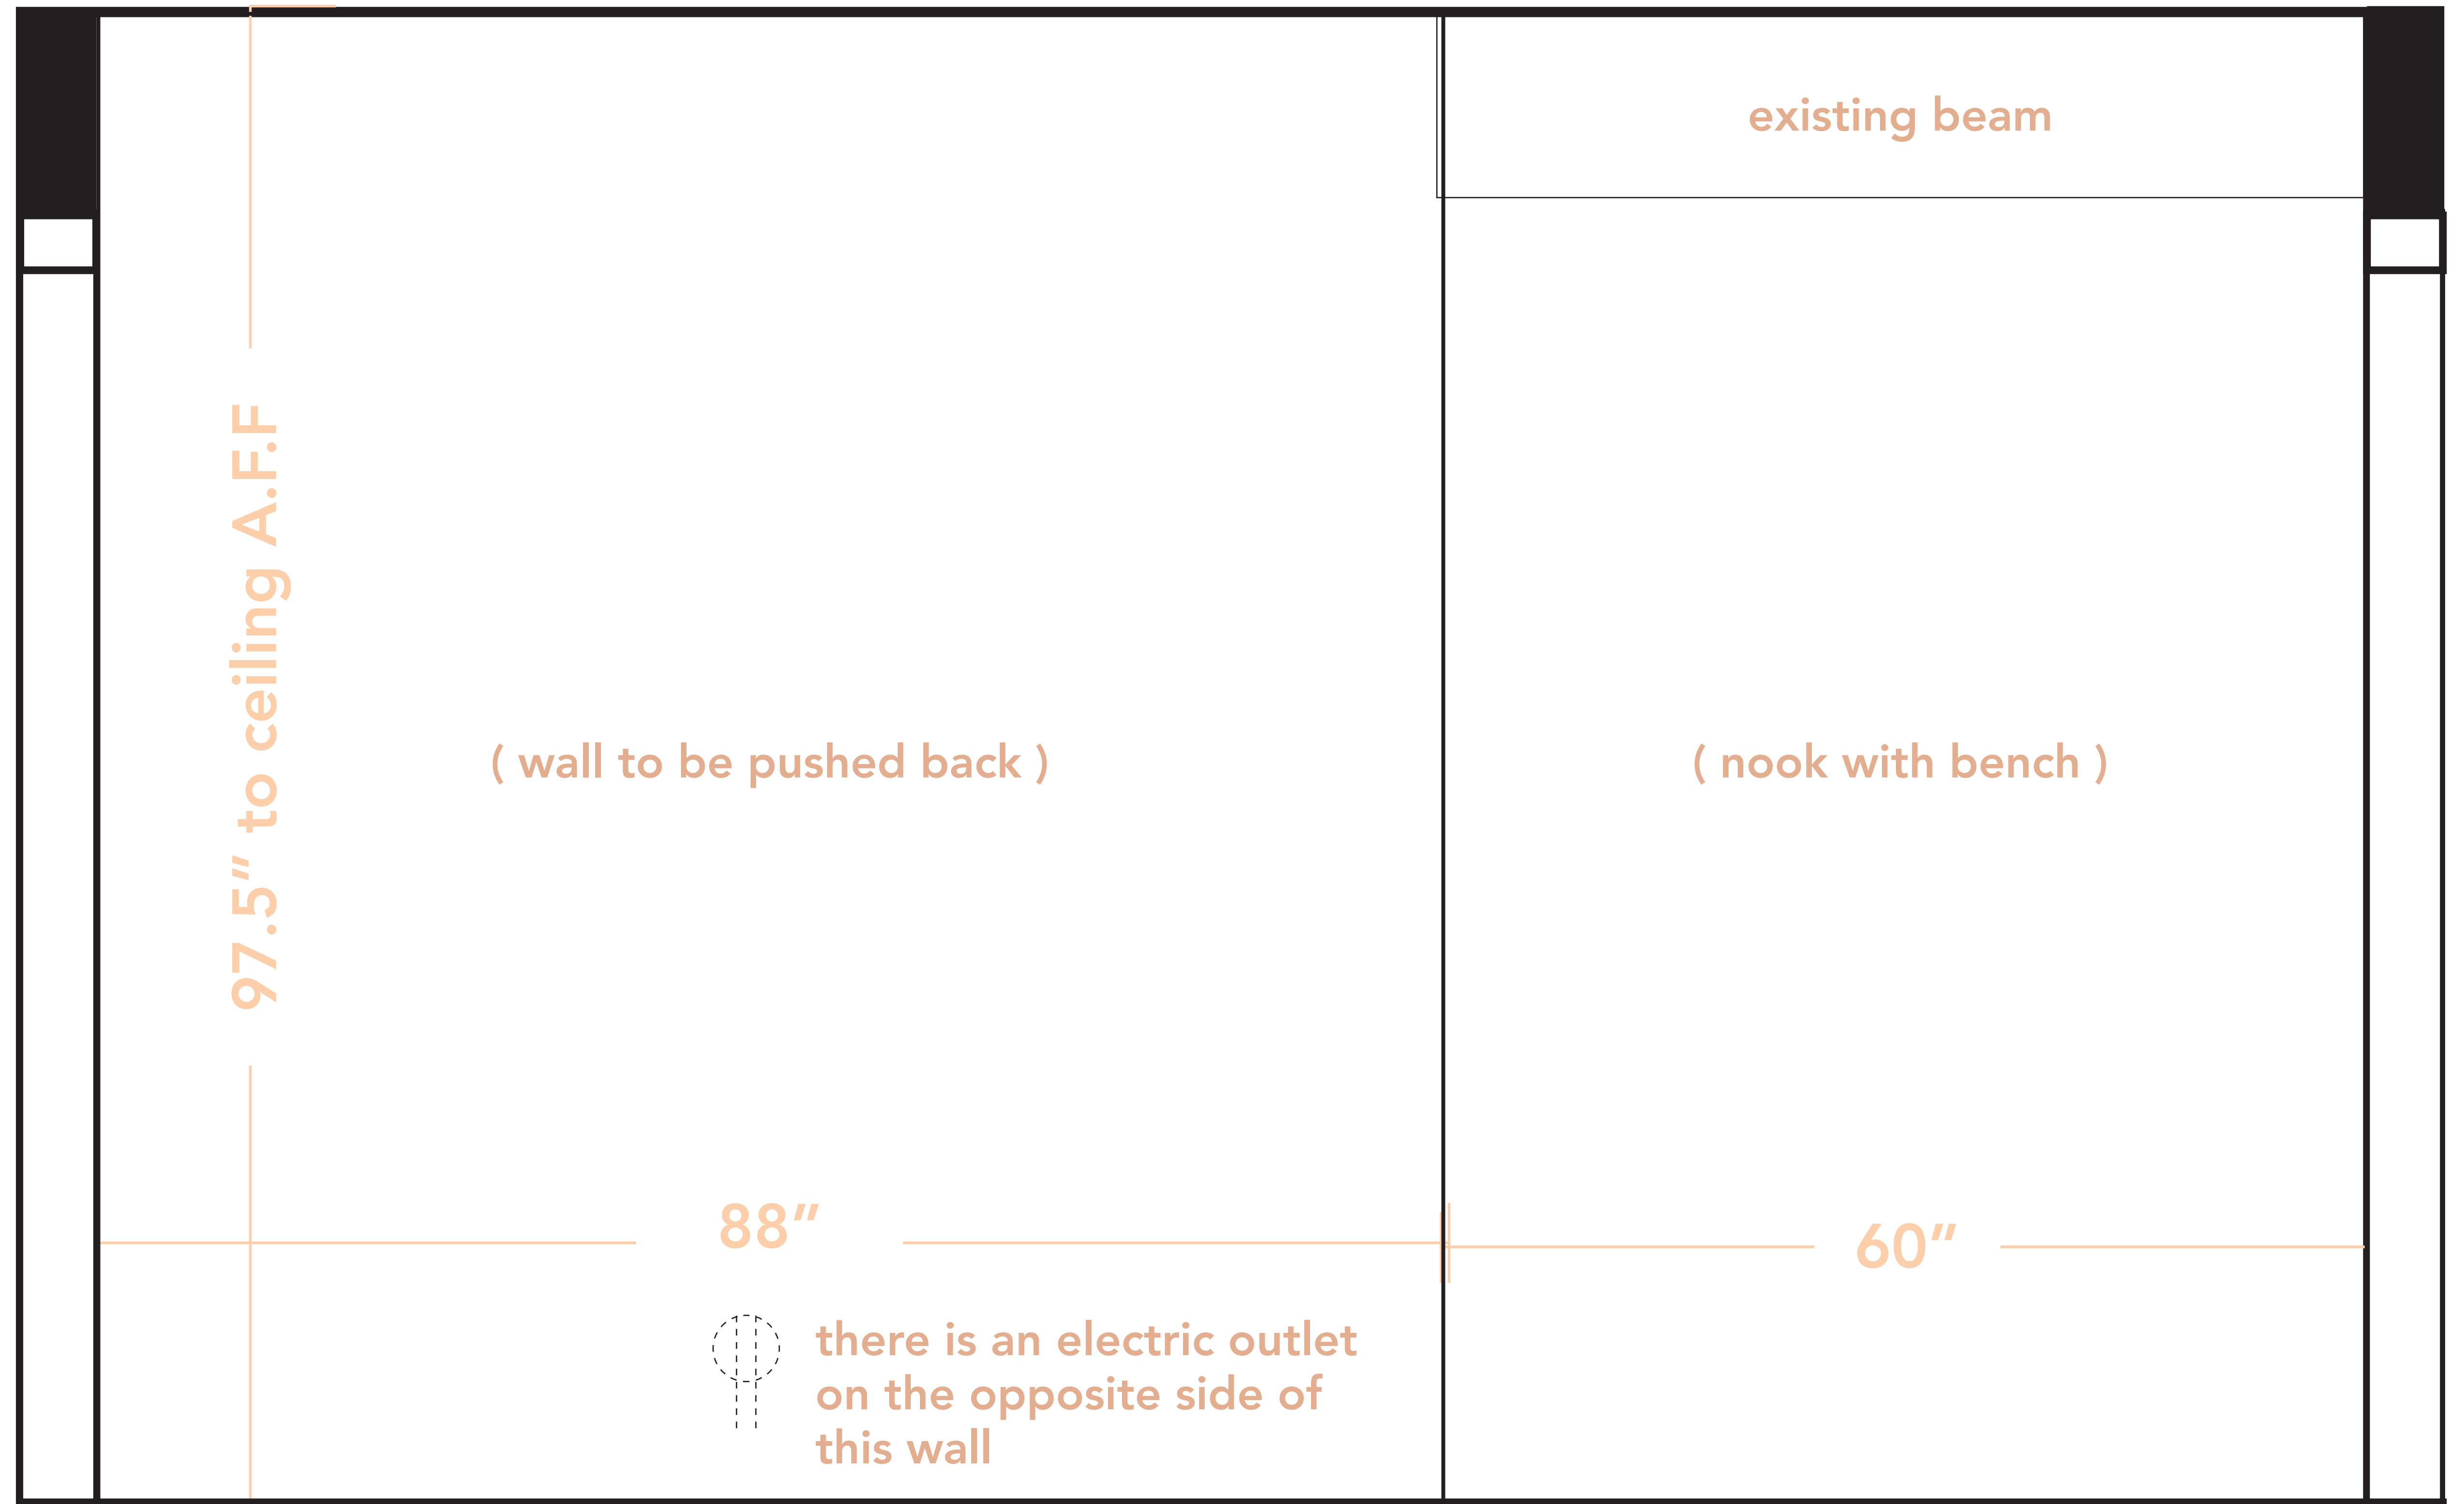 existing beam
97.5” to ceiling A.F.F
( wall to be pushed back )
( nook with bench )
88”
60”
there is an electric outlet
on the opposite side of
this wall